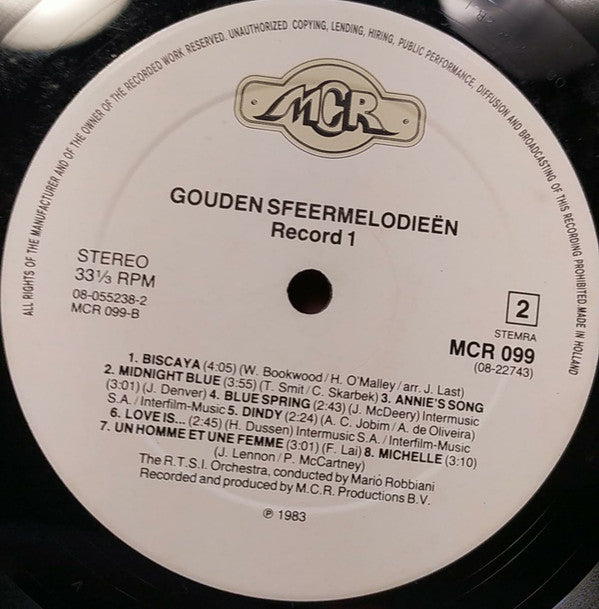 ALL RIGHTS OF THE MANUFACTURER AND OF THE OWNER OF THE RECORDED WORK RESERVED. UNAUTHORIZED COPYING, LENDING, HIRING, PUBLIC PERFORMANCE, DIFFUSION AND BROADCASTING OF THIS RECORDING PROHIBITED. MADE IN HOLLAND
MCR
GOUDEN SFEERMELODIEËN
Record 1
STEREO
33⅓ RPM
08-055238-2
MCR 099-B
2
STEMRA
MCR 099
(08-22743)
1. BISCAYA (4:05) (W. Bookwood / H. O'Malley / arr. J. Last)
2. MIDNIGHT BLUE (3:55) (T. Smit / C. Skarbek) 3. ANNIE'S SONG
(3:01) (J. Denver) 4. BLUE SPRING (2:43) (J. McDeery) Intermusic
S.A. / Interfilm-Music 5. DINDY (2:24) (A. C. Jobim / A. de Oliveira)
6. LOVE IS... (2:45) (H. Dussen) Intermusic S.A. / Interfilm-Music
7. UN HOMME ET UNE FEMME (3:01) (F. Lai) 8. MICHELLE (3:10)
(J. Lennon / P. McCartney)
The R.T.S.I. Orchestra, conducted by Mario Robbiani
Recorded and produced by M.C.R. Productions B.V.
℗ 1983